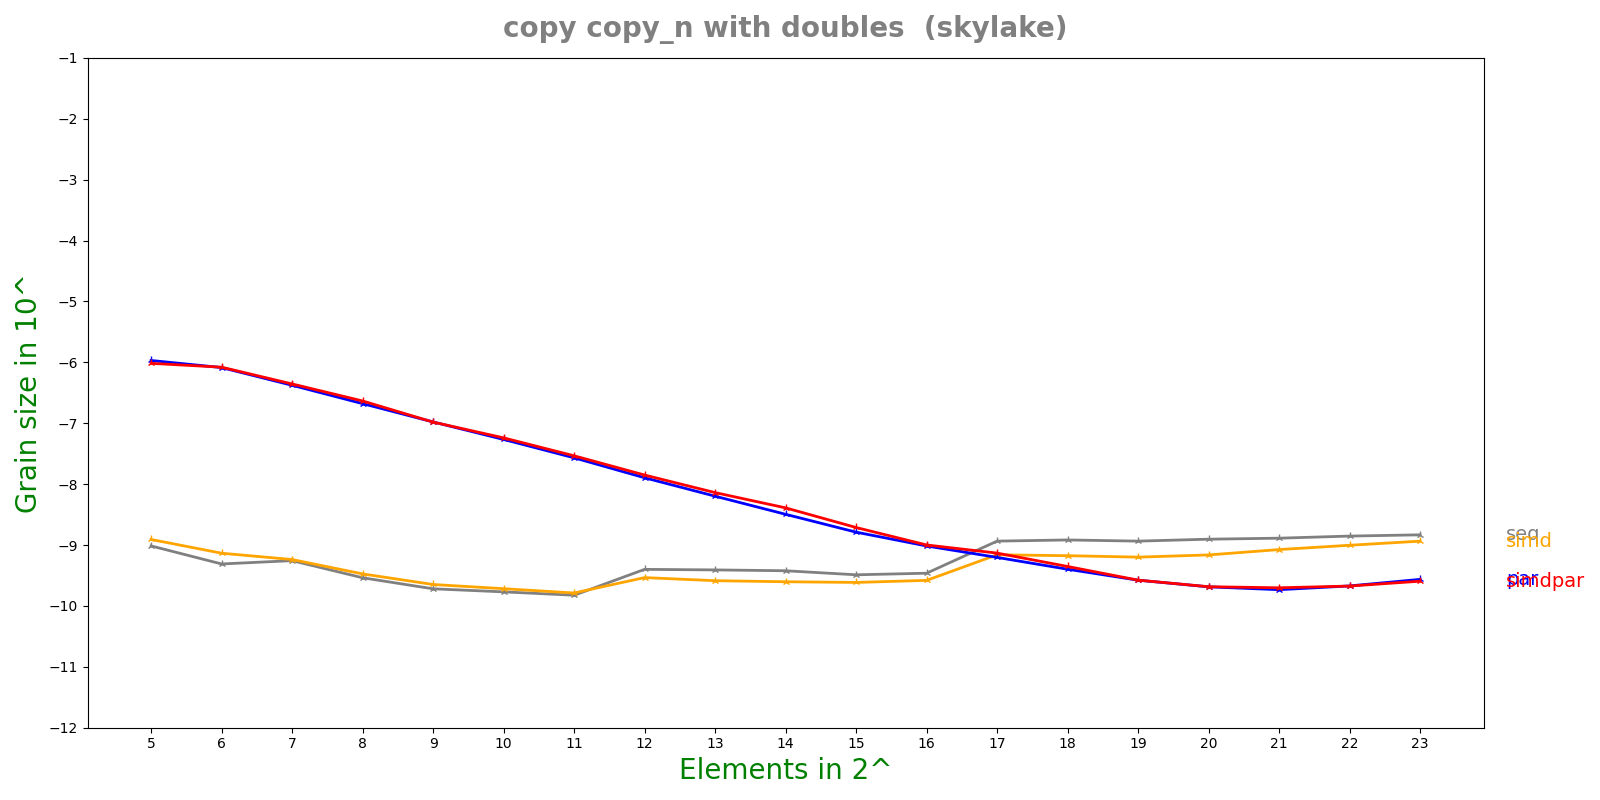 copy copy_n with doubles  (skylake)
−1
−2
−3
−4
−5
−6
−7
−8
−9
−10
−11
−12
Grain size in 10^
5 6 7 8 9 10 11 12 13 14 15 16 17 18 19 20 21 22 23
Elements in 2^
seq
simd
par
simdpar